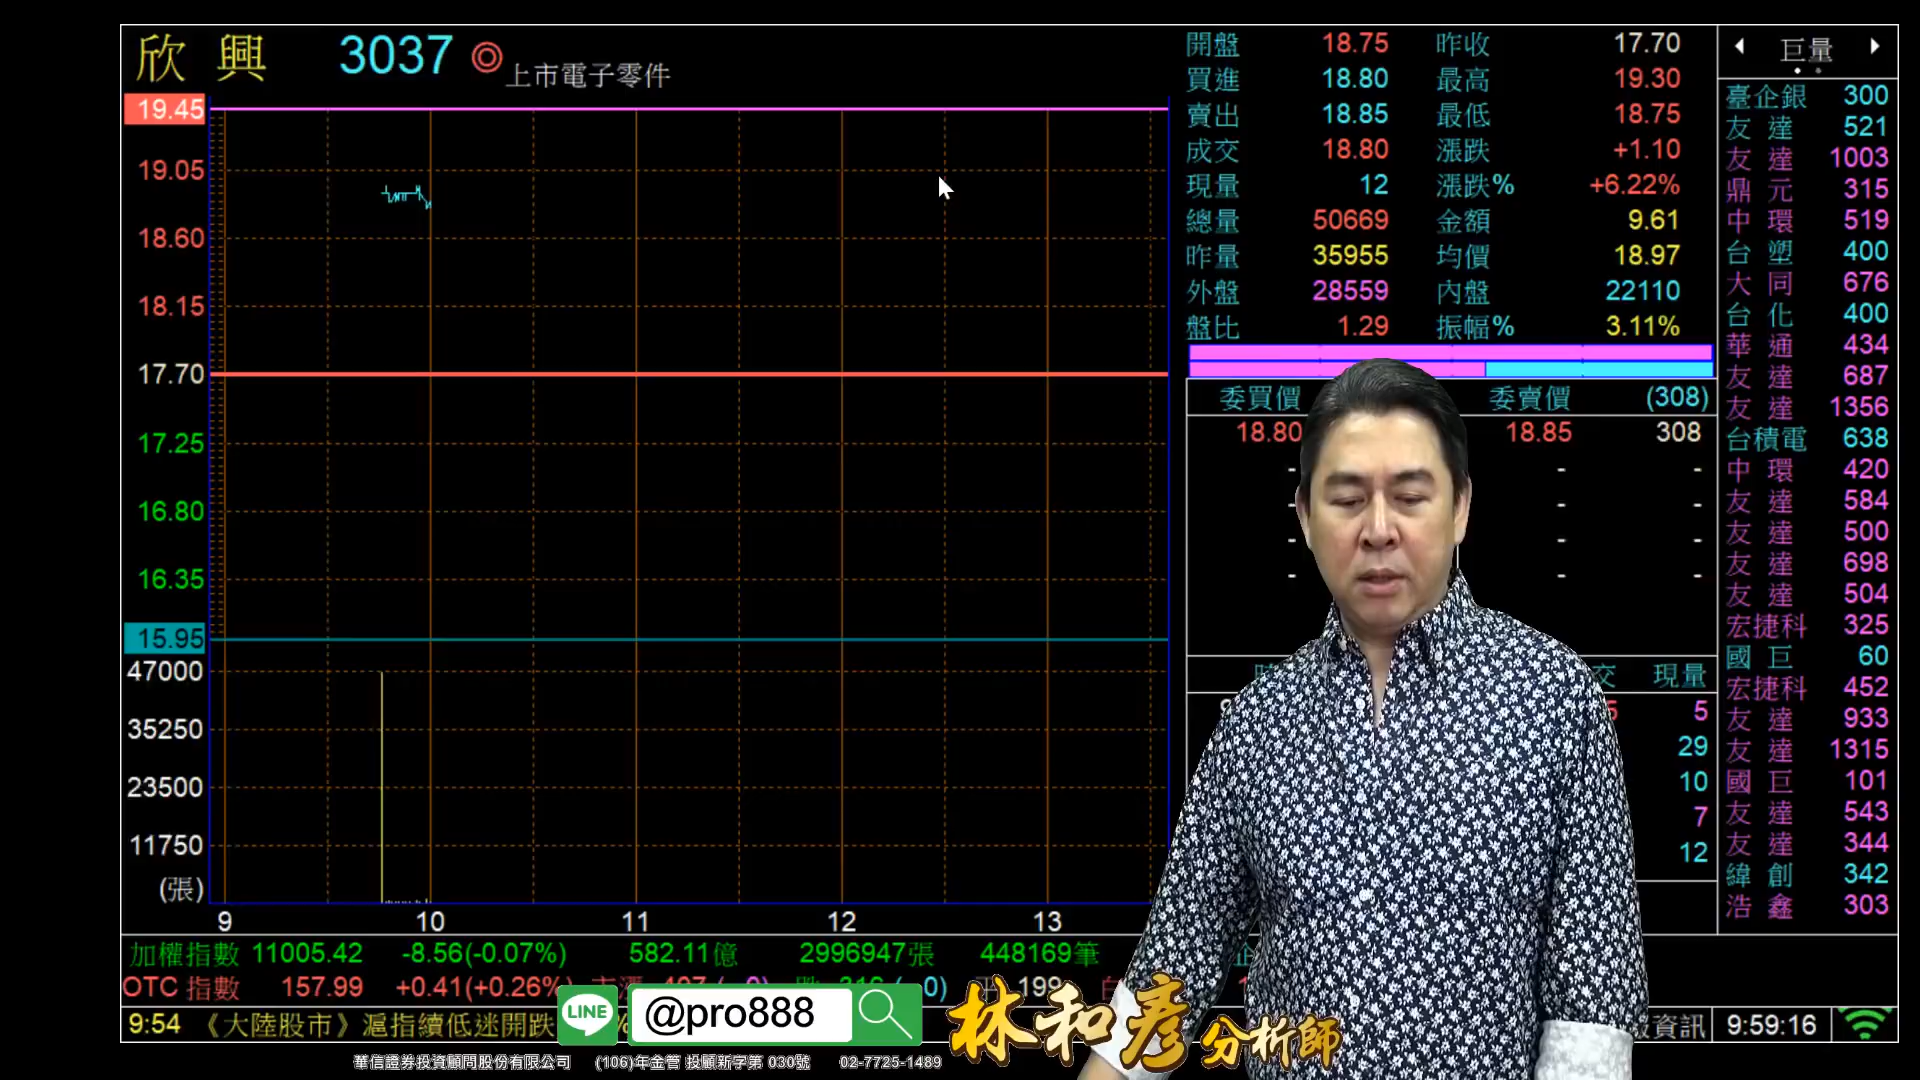 欣興 3037 ◎ 上市電子零件
19.45
19.05
18.60
18.15
17.70
17.25
16.80
16.35
15.95
47000
35250
23500
11750
(張)
9 10 11 12 13
開盤 18.75 昨收 17.70
買進 18.80 最高 19.30
賣出 18.85 最低 18.75
成交 18.80 漲跌 +1.10
現量 12 漲跌% +6.22%
總量 50669 金額 9.61
昨量 35955 均價 18.97
外盤 28559 內盤 22110
盤比 1.29 振幅% 3.11%
委買價 委賣價 (308)
18.80 18.85 308
- - -
- - -
- - -
- - -
交 現量
5 5
29
10
7
12
巨量
臺企銀 300
友達 521
友達 1003
鼎元 315
中環 519
台塑 400
大同 676
台化 400
華通 434
友達 687
友達 1356
台積電 638
中環 420
友達 584
友達 500
友達 698
友達 504
宏捷科 325
國巨 60
宏捷科 452
友達 933
友達 1315
國巨 101
友達 543
友達 344
緯創 342
浩鑫 303
加權指數 11005.42 -8.56(-0.07%) 582.11億 2996947張 448169筆
OTC 指數 157.99 +0.41(+0.26% 0) 199
9:54 《大陸股市》滬指續低迷開跌 資訊 9:59:16
LINE @pro888
林和彥分析師
華信證券投資顧問股份有限公司 (106)年金管 投顧新字第 030號 02-7725-1489